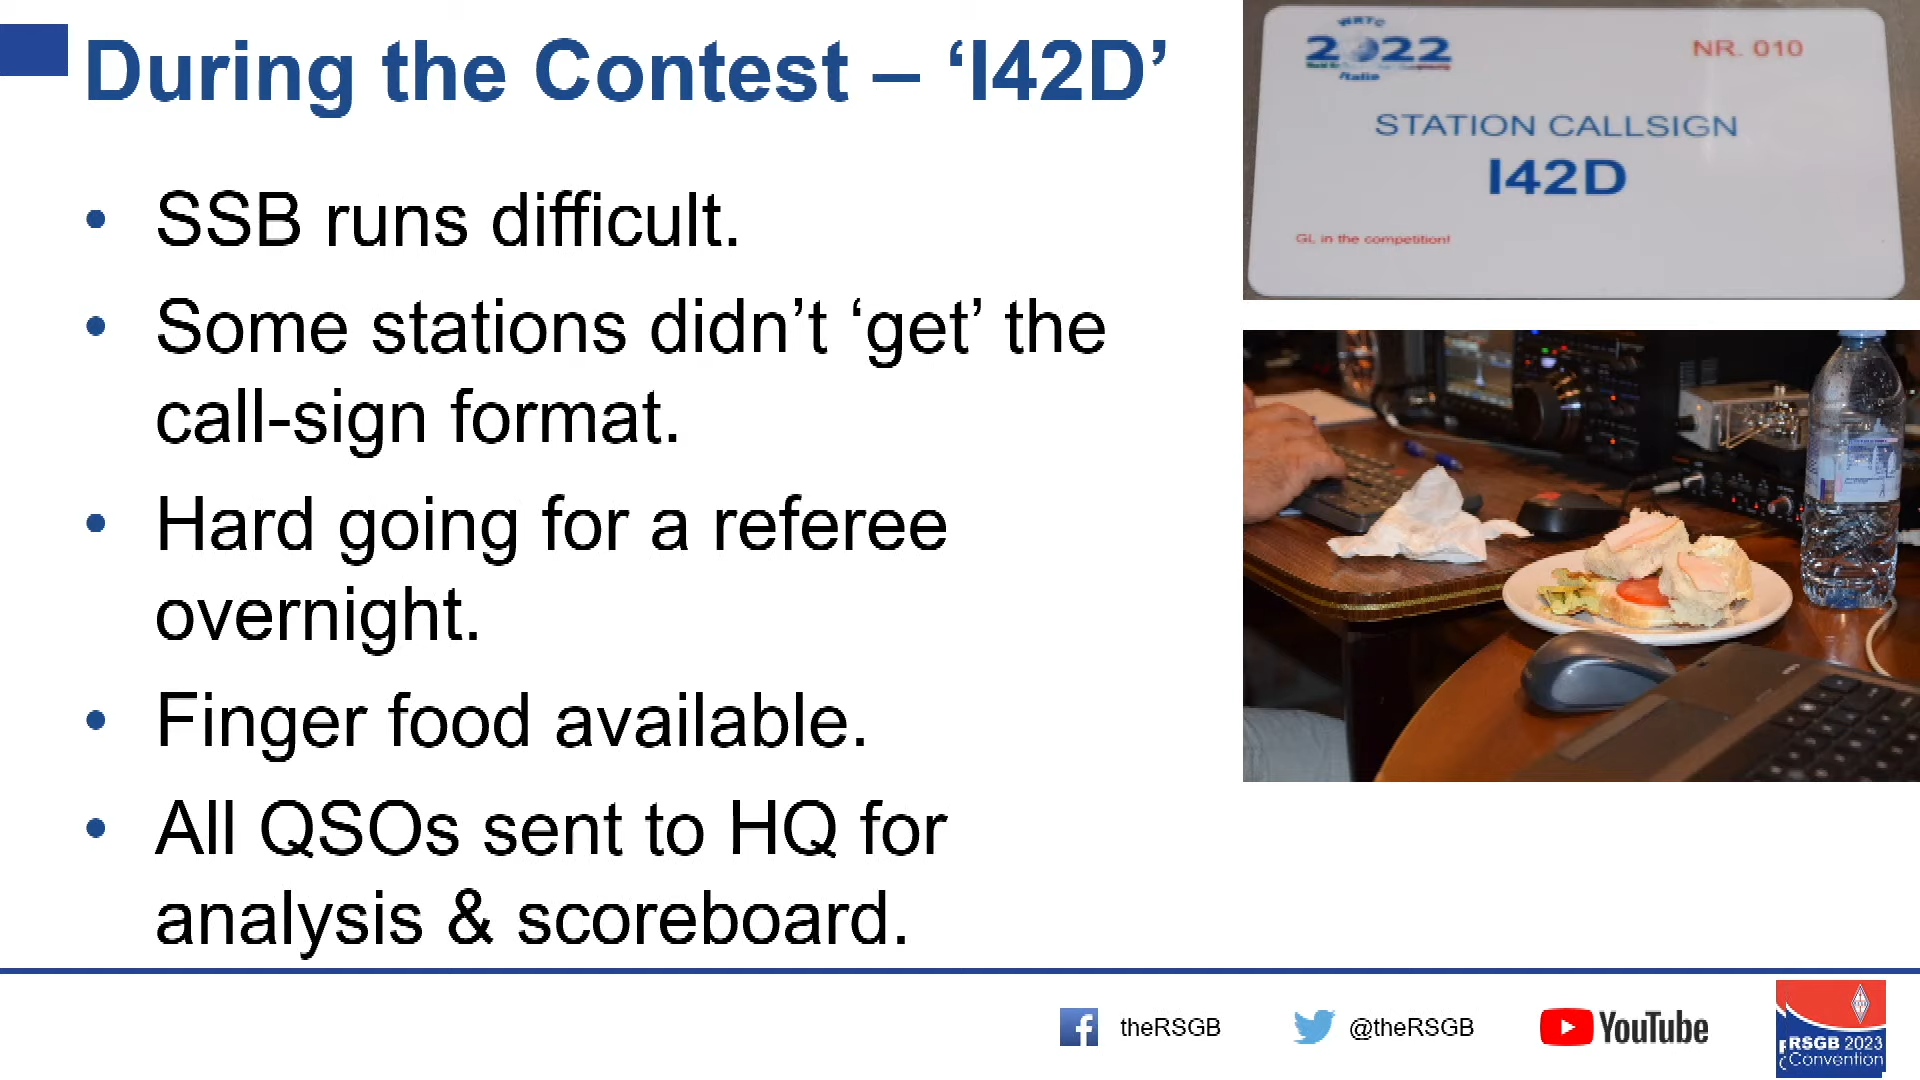 During the Contest – ‘I42D’
• SSB runs difficult.
• Some stations didn’t ‘get’ the
call-sign format.
• Hard going for a referee
overnight.
• Finger food available.
• All QSOs sent to HQ for
analysis & scoreboard.
WRTC
2022
Italia
NR. 010
STATION CALLSIGN
I42D
GL in the competition!
theRSGB
@theRSGB
YouTube
RSGB 2023
Convention